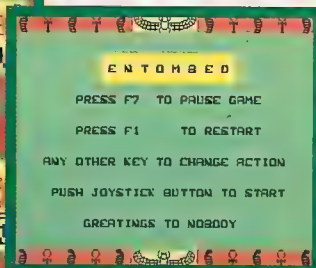 ENTOMBED
PRESS F7 TO PAUSE GAME
PRESS F1 TO RESTART
ANY OTHER KEY TO CHANGE ACTION
PUSH JOYSTICK BUTTON TO START
GREATINGS TO NOBODY